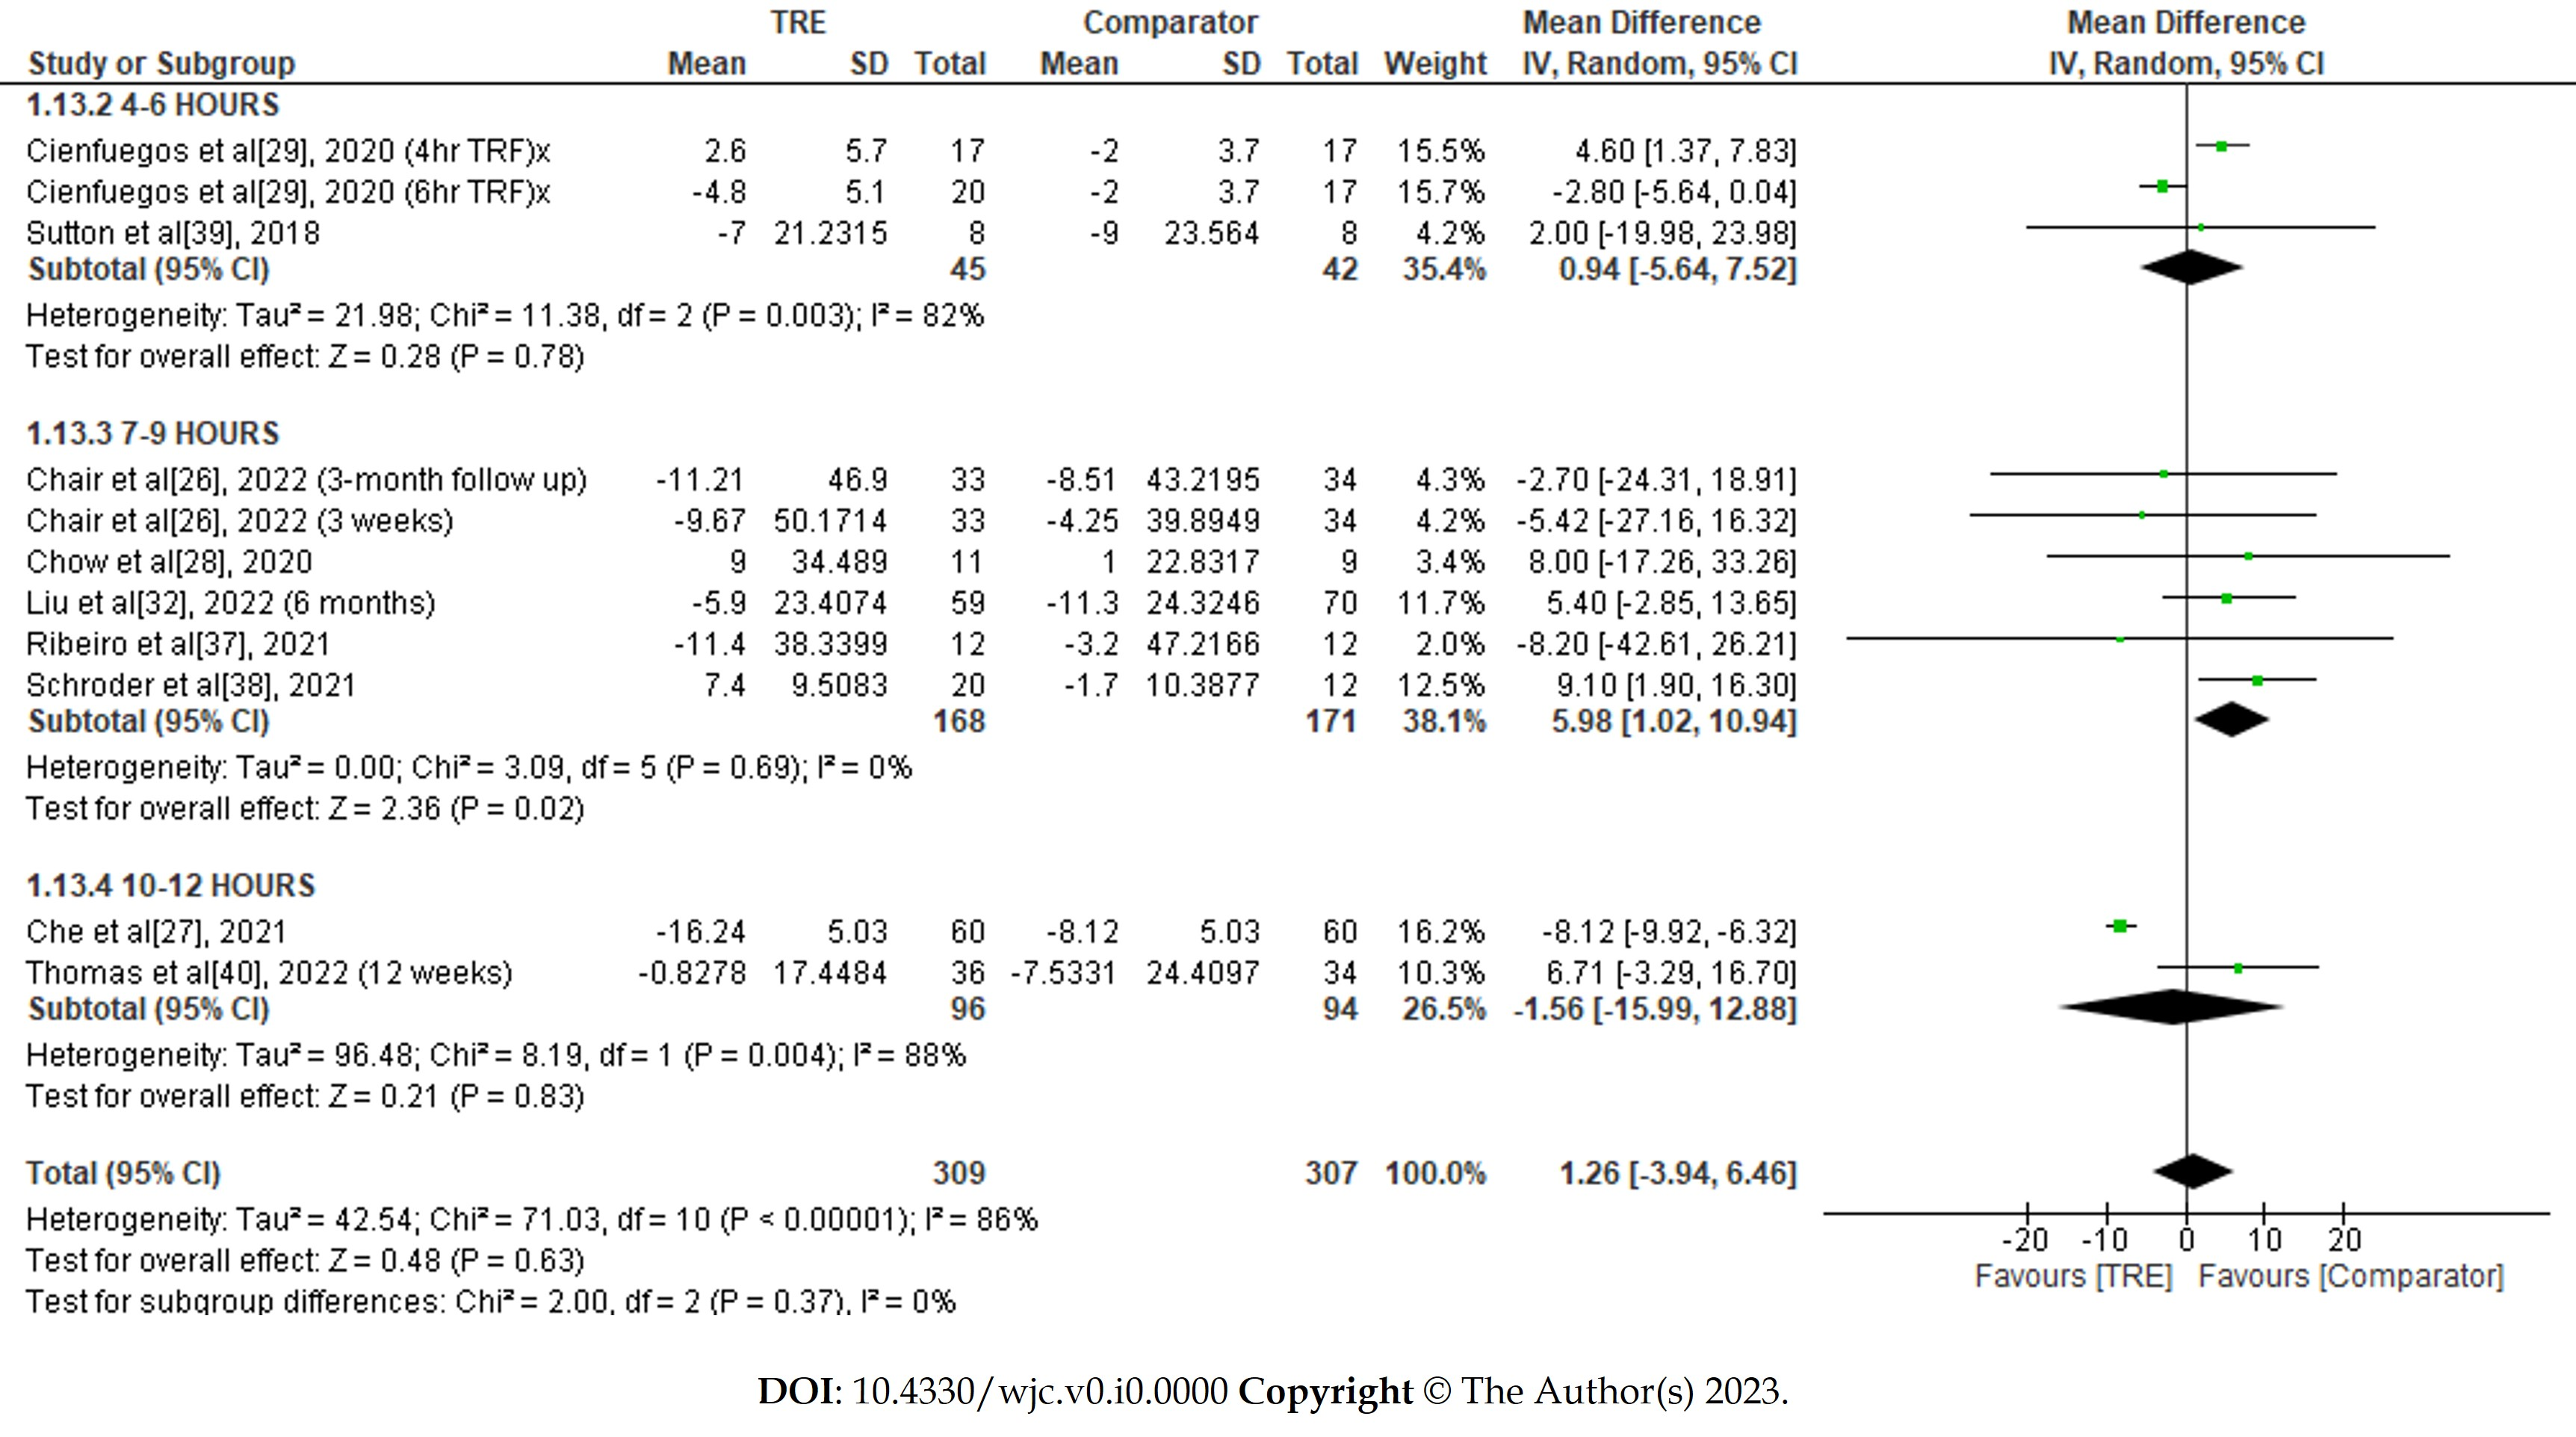 TRE Comparator Mean Difference Mean Difference
Study or Subgroup Mean SD Total Mean SD Total Weight IV, Random, 95% CI IV, Random, 95% CI
1.13.2 4-6 HOURS
Cienfuegos et al[29], 2020 (4hr TRF)x 2.6 5.7 17 -2 3.7 17 15.5% 4.60 [1.37, 7.83]
Cienfuegos et al[29], 2020 (6hr TRF)x -4.8 5.1 20 -2 3.7 17 15.7% -2.80 [-5.64, 0.04]
Sutton et al[39], 2018 -7 21.2315 8 -9 23.564 8 4.2% 2.00 [-19.98, 23.98]
Subtotal (95% CI) 45 42 35.4% 0.94 [-5.64, 7.52]
Heterogeneity: Tau² = 21.98; Chi² = 11.38, df = 2 (P = 0.003); I² = 82%
Test for overall effect: Z = 0.28 (P = 0.78)
1.13.3 7-9 HOURS
Chair et al[26], 2022 (3-month follow up) -11.21 46.9 33 -8.51 43.2195 34 4.3% -2.70 [-24.31, 18.91]
Chair et al[26], 2022 (3 weeks) -9.67 50.1714 33 -4.25 39.8949 34 4.2% -5.42 [-27.16, 16.32]
Chow et al[28], 2020 9 34.489 11 1 22.8317 9 3.4% 8.00 [-17.26, 33.26]
Liu et al[32], 2022 (6 months) -5.9 23.4074 59 -11.3 24.3246 70 11.7% 5.40 [-2.85, 13.65]
Ribeiro et al[37], 2021 -11.4 38.3399 12 -3.2 47.2166 12 2.0% -8.20 [-42.61, 26.21]
Schroder et al[38], 2021 7.4 9.5083 20 -1.7 10.3877 12 12.5% 9.10 [1.90, 16.30]
Subtotal (95% CI) 168 171 38.1% 5.98 [1.02, 10.94]
Heterogeneity: Tau² = 0.00; Chi² = 3.09, df = 5 (P = 0.69); I² = 0%
Test for overall effect: Z = 2.36 (P = 0.02)
1.13.4 10-12 HOURS
Che et al[27], 2021 -16.24 5.03 60 -8.12 5.03 60 16.2% -8.12 [-9.92, -6.32]
Thomas et al[40], 2022 (12 weeks) -0.8278 17.4484 36 -7.5331 24.4097 34 10.3% 6.71 [-3.29, 16.70]
Subtotal (95% CI) 96 94 26.5% -1.56 [-15.99, 12.88]
Heterogeneity: Tau² = 96.48; Chi² = 8.19, df = 1 (P = 0.004); I² = 88%
Test for overall effect: Z = 0.21 (P = 0.83)
Total (95% CI) 309 307 100.0% 1.26 [-3.94, 6.46]
Heterogeneity: Tau² = 42.54; Chi² = 71.03, df = 10 (P < 0.00001); I² = 86%
Test for overall effect: Z = 0.48 (P = 0.63)
Test for subgroup differences: Chi² = 2.00, df = 2 (P = 0.37), I² = 0%
-20 -10 0 10 20
Favours [TRE] Favours [Comparator]
DOI: 10.4330/wjc.v0.i0.0000 Copyright © The Author(s) 2023.